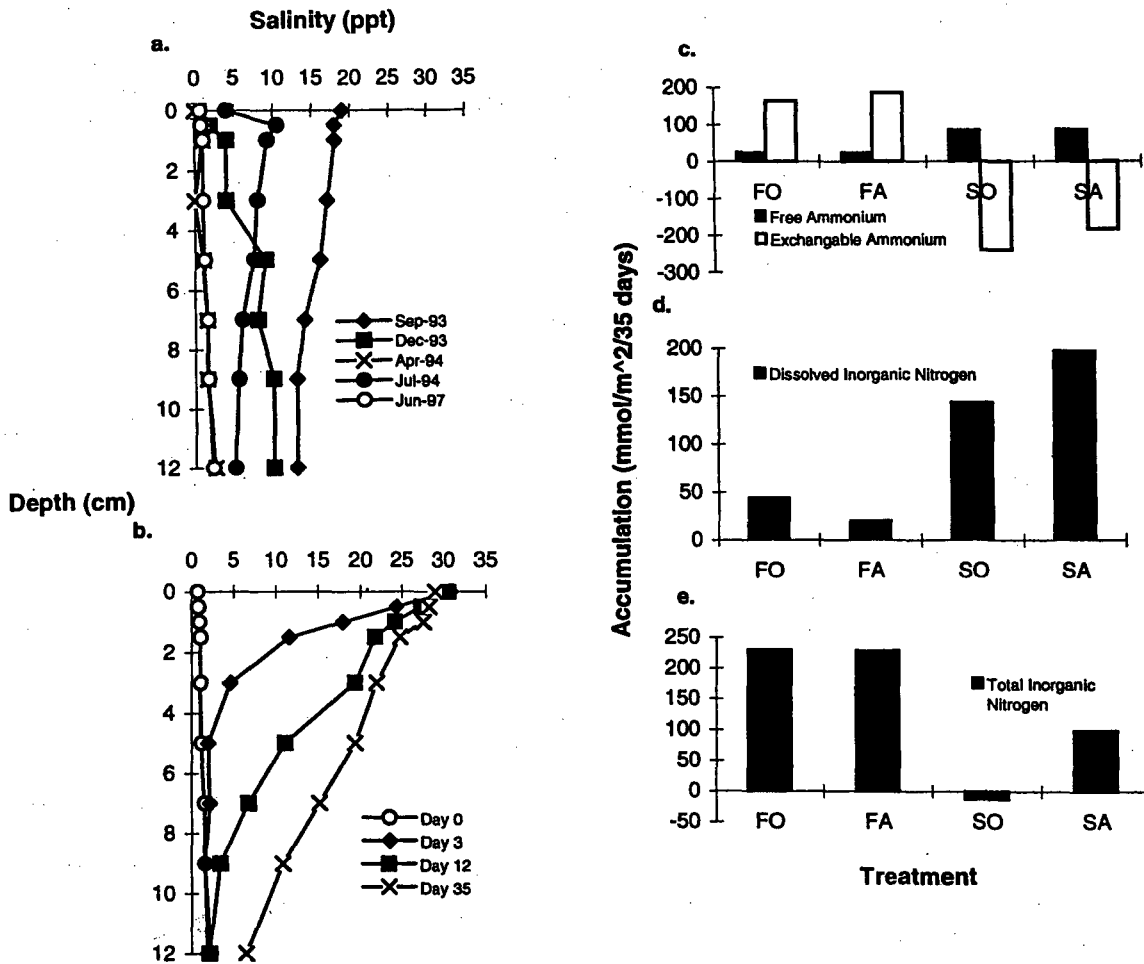 Salinity (ppt)
a.
0 5 10 15 20 25 30 35
0
2
4
6
8
10
12
Sep-93
Dec-93
Apr-94
Jul-94
Jun-97
Depth (cm)
b.
0 5 10 15 20 25 30 35
0
2
4
6
8
10
12
Day 0
Day 3
Day 12
Day 35
Accumulation (mmol/m^2/35 days)
c.
200
100
0
-100
-200
-300
FO FA SO SA
Free Ammonium
Exchangable Ammonium
d.
200
150
100
50
0
Dissolved Inorganic Nitrogen
FO FA SO SA
e.
250
200
150
100
50
0
-50
Total Inorganic
Nitrogen
FO FA SO SA
Treatment